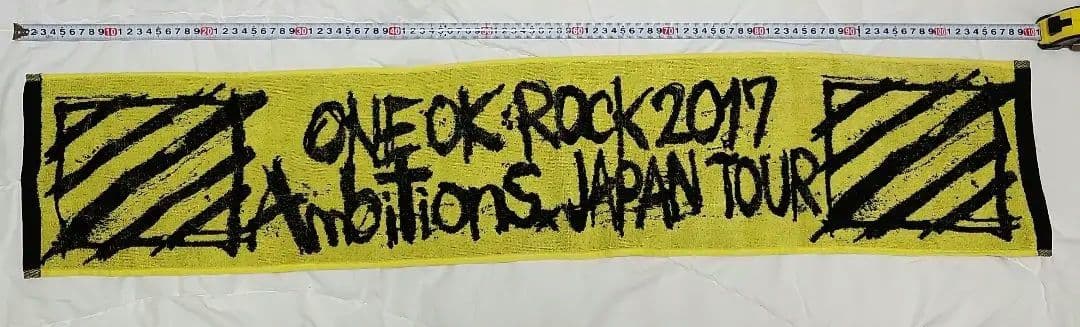 ONE OK ROCK 2017
Ambitions JAPAN TOUR